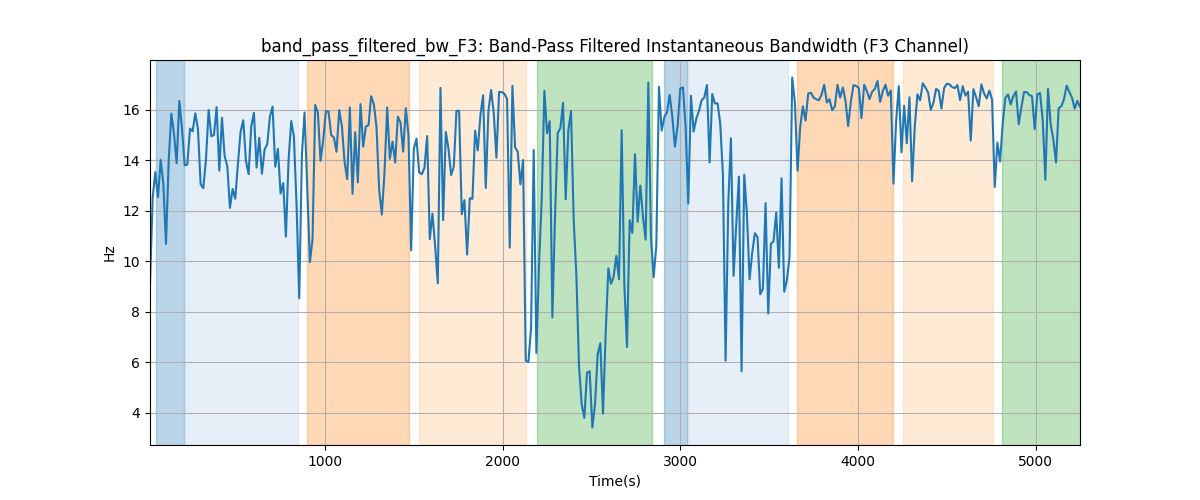 band_pass_filtered_bw_F3: Band-Pass Filtered Instantaneous Bandwidth (F3 Channel)
16
14
12
10
8
6
4
Hz
1000 2000 3000 4000 5000
Time(s)